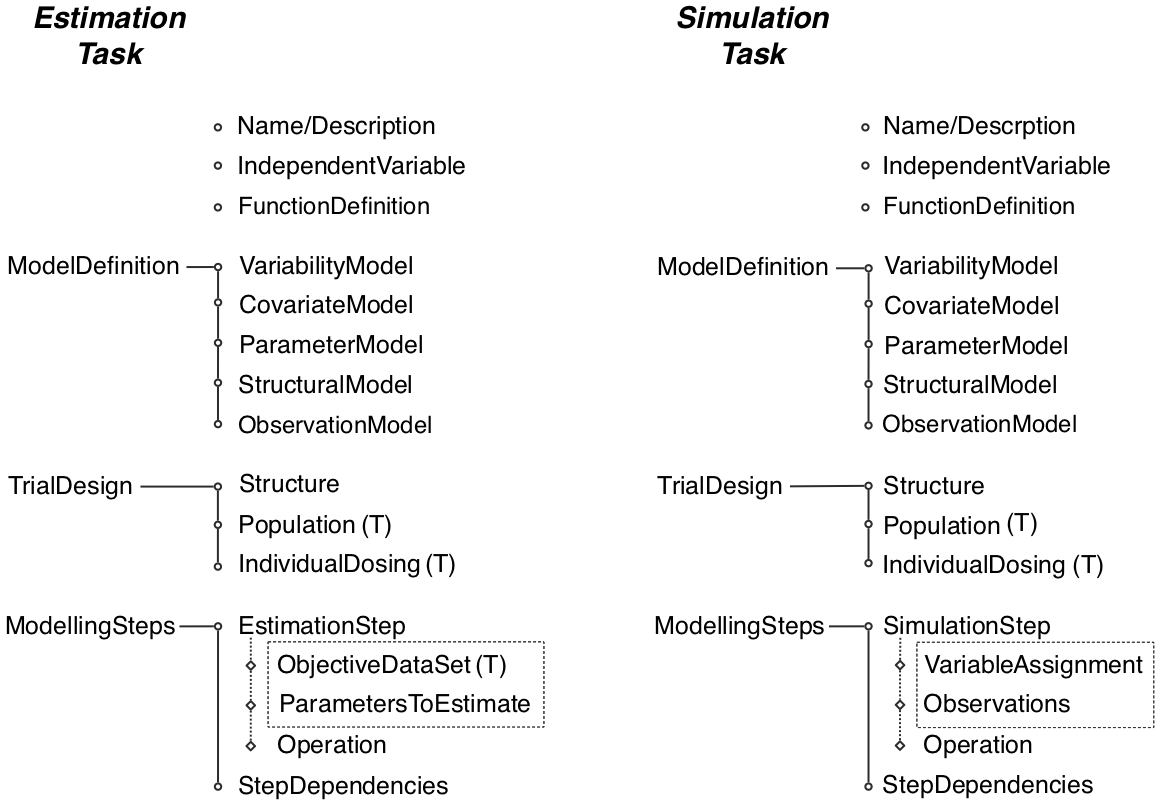 Estimation
Task
Name/Description
IndependentVariable
FunctionDefinition
ModelDefinition VariabilityModel
CovariateModel
ParameterModel
StructuralModel
ObservationModel
TrialDesign Structure
Population (T)
IndividualDosing (T)
ModellingSteps EstimationStep
ObjectiveDataSet (T)
ParametersToEstimate
Operation
StepDependencies
Simulation
Task
Name/Descrption
IndependentVariable
FunctionDefinition
ModelDefinition VariabilityModel
CovariateModel
ParameterModel
StructuralModel
ObservationModel
TrialDesign Structure
Population (T)
IndividualDosing (T)
ModellingSteps SimulationStep
VariableAssignment
Observations
Operation
StepDependencies